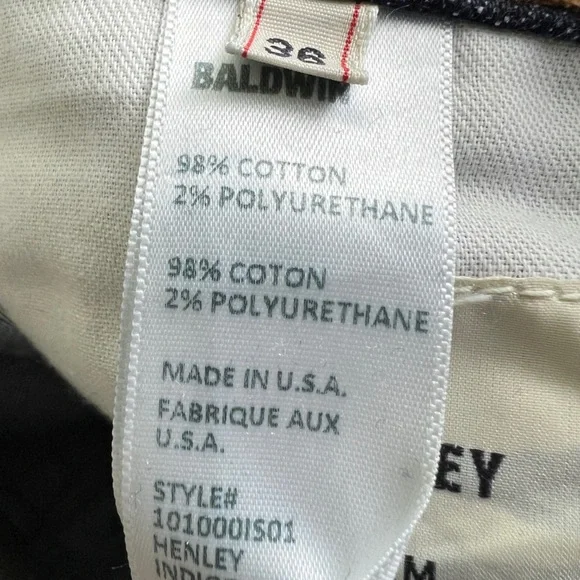 36
BALDWIN
98% COTTON
2% POLYURETHANE
98% COTON
2% POLYURETHANE
MADE IN U.S.A.
FABRIQUE AUX
U.S.A.
STYLE#
101000IS01
HENLEY
EY
M